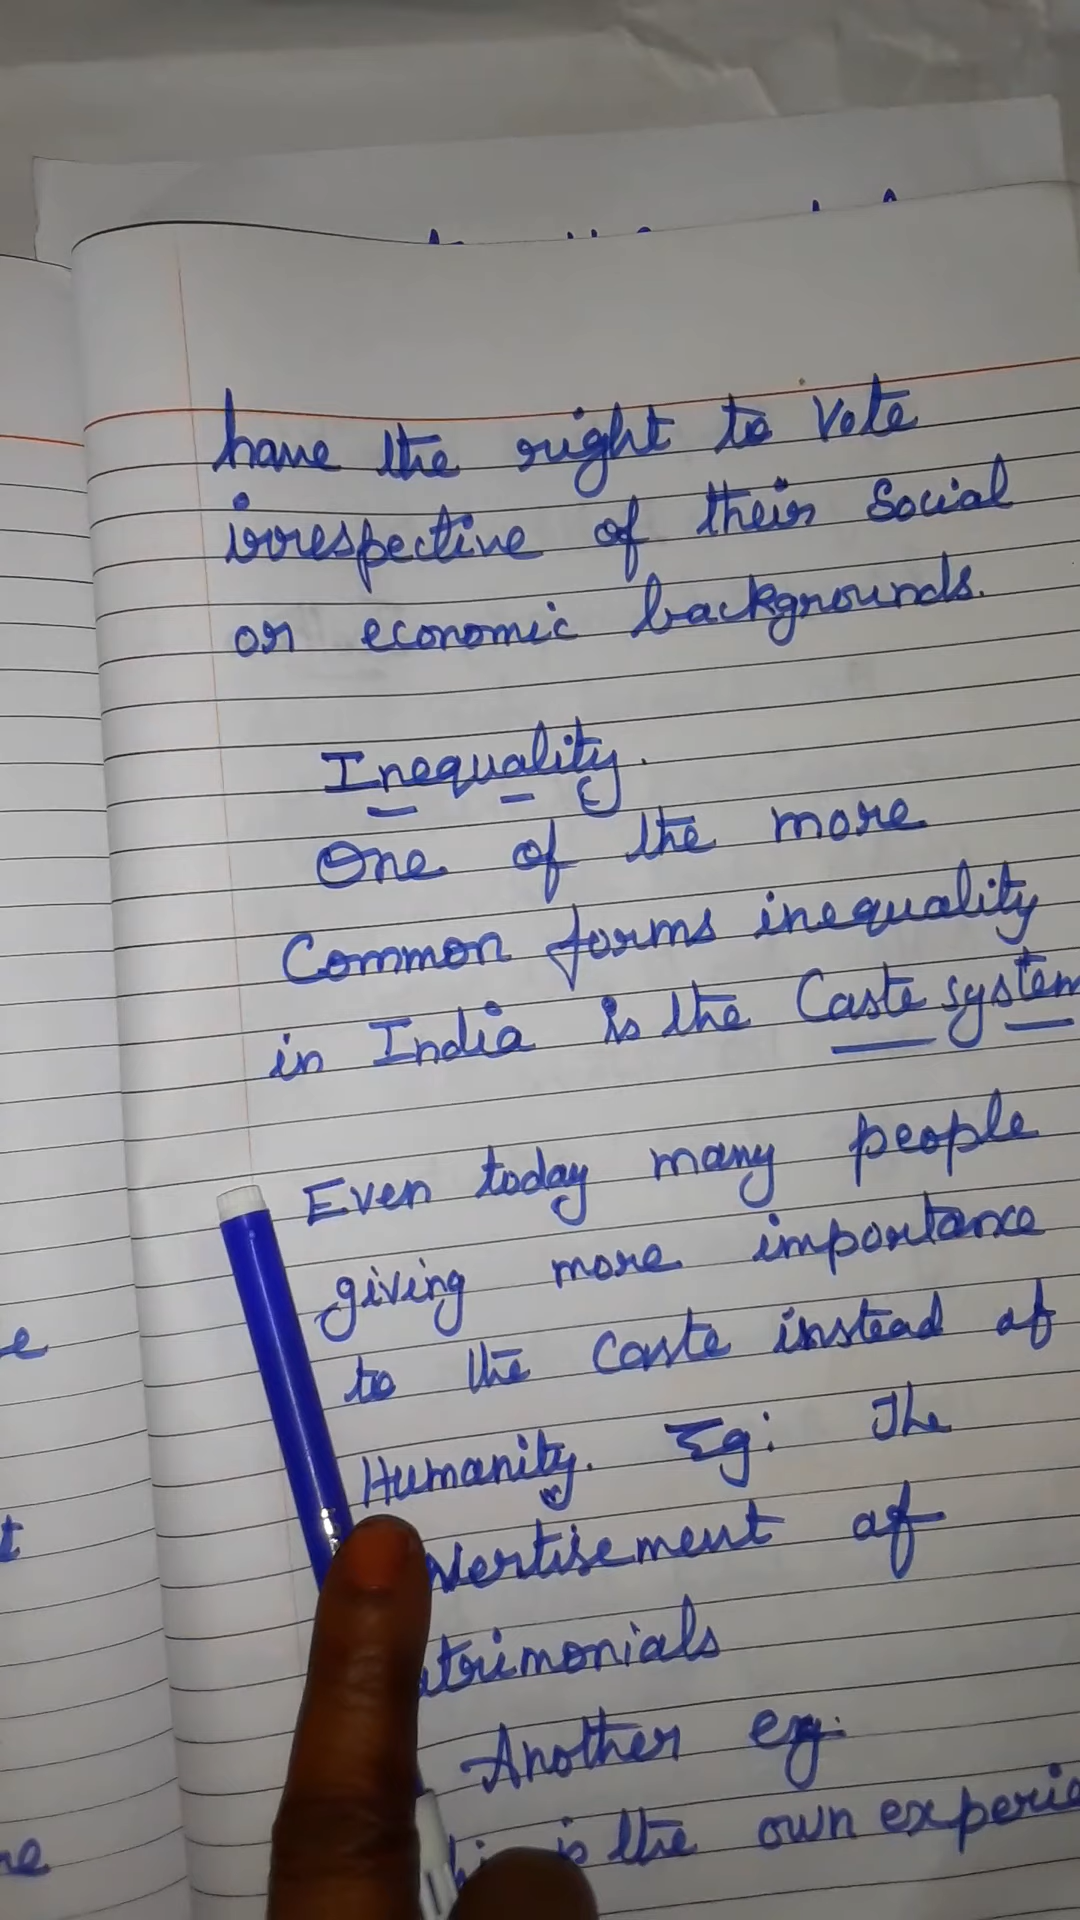 have the right to Vote
irrespective of their Social
or economic backgrounds.
Inequality.
One of the more
Common forms inequality
in India is the Caste system
Even today many people
giving more importance
to the Caste instead of
Humanity. Eg: The
vertisement of
trimonials
Another eg.
is the own experie